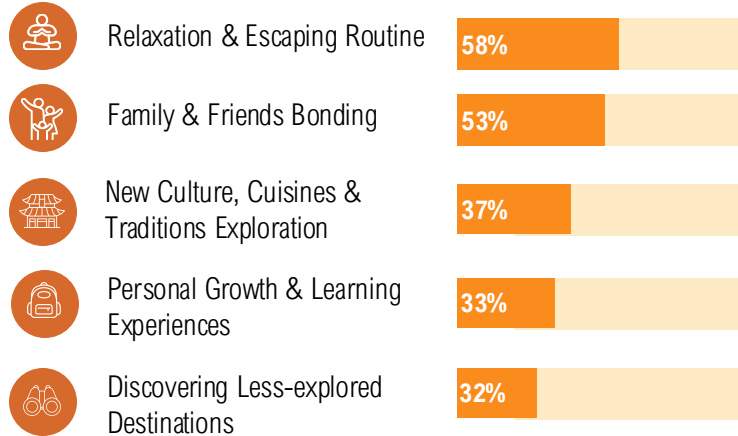 Relaxation & Escaping Routine
58%
Family & Friends Bonding
53%
New Culture, Cuisines &
Traditions Exploration
37%
Personal Growth & Learning
Experiences
33%
Discovering Less-explored
Destinations
32%